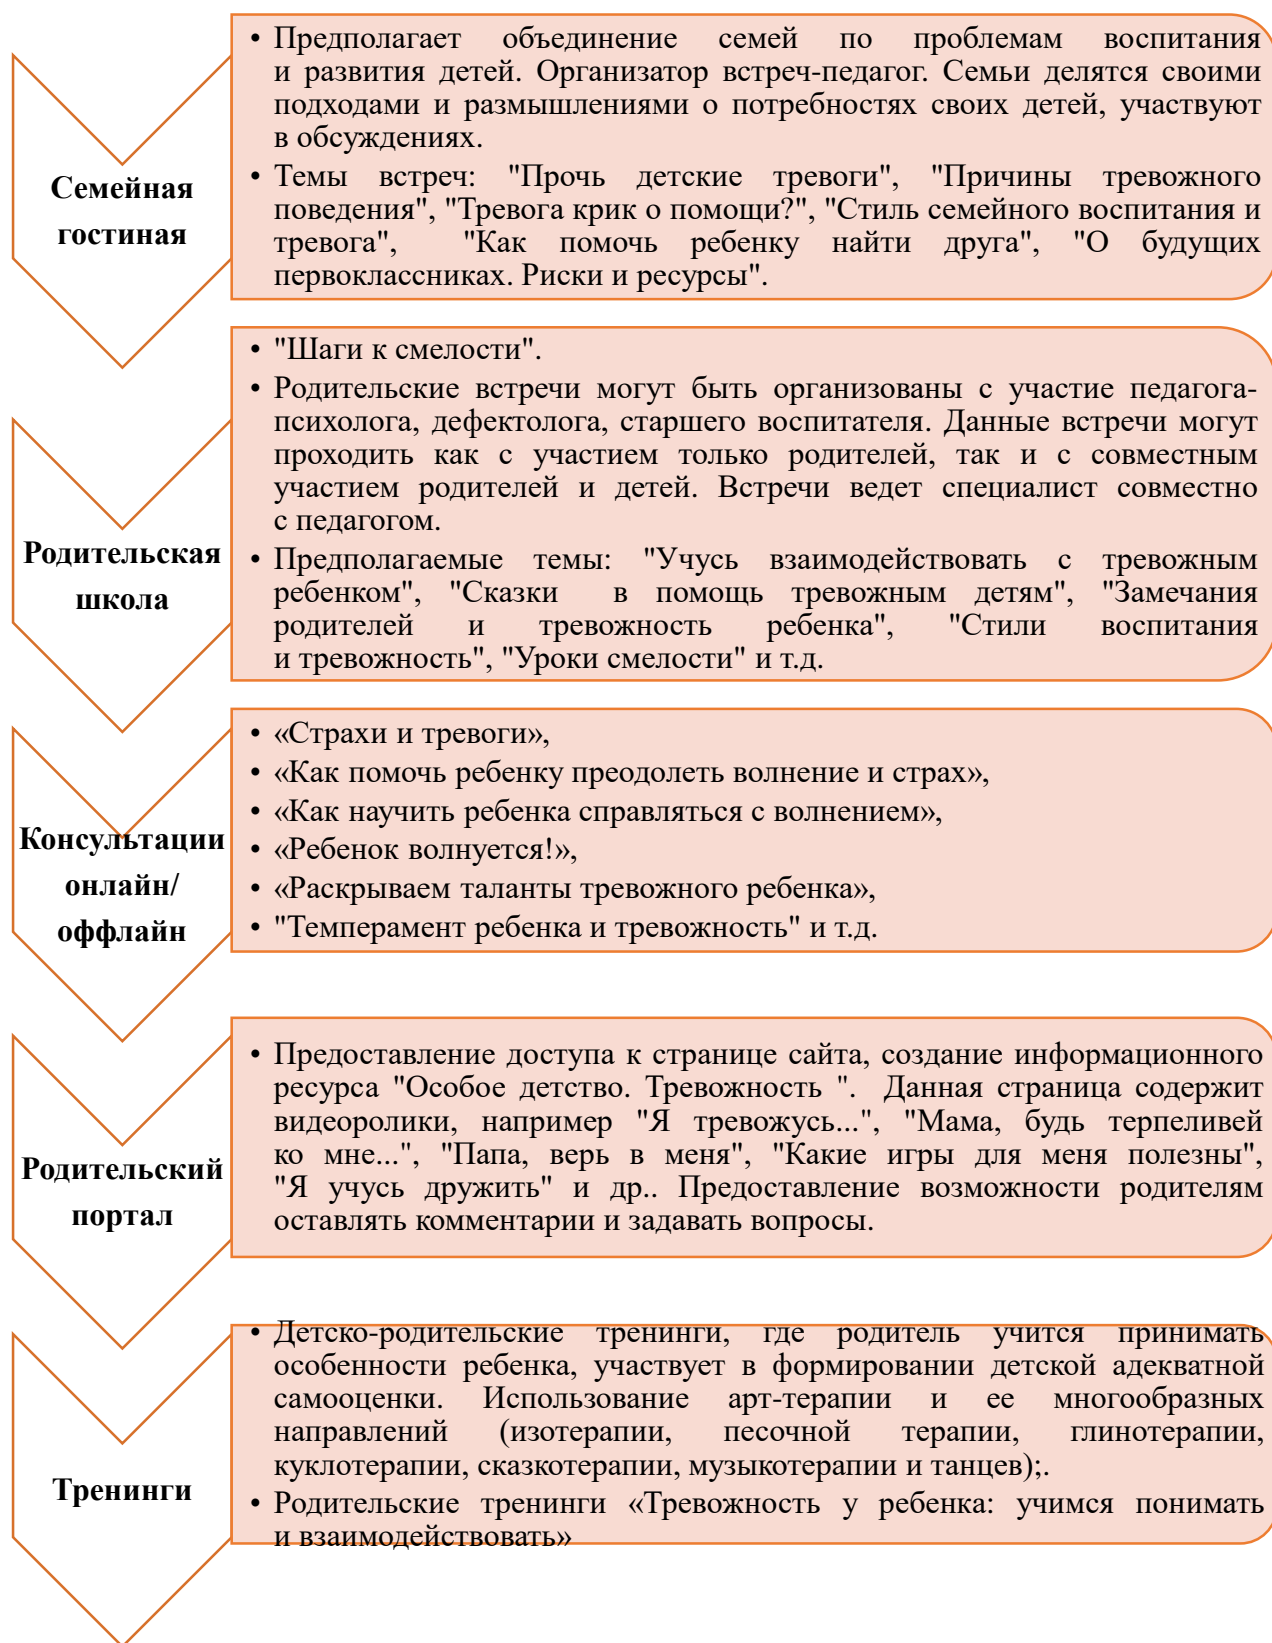 Семейная
гостиная
• Предполагает объединение семей по проблемам воспитания
и развития детей. Организатор встреч-педагог. Семьи делятся своими
подходами и размышлениями о потребностях своих детей, участвуют
в обсуждениях.
• Темы встреч: "Прочь детские тревоги", "Причины тревожного
поведения", "Тревога крик о помощи?", "Стиль семейного воспитания и
тревога", "Как помочь ребенку найти друга", "О будущих
первоклассниках. Риски и ресурсы".
Родительская
школа
• "Шаги к смелости".
• Родительские встречи могут быть организованы с участие педагога-
психолога, дефектолога, старшего воспитателя. Данные встречи могут
проходить как с участием только родителей, так и с совместным
участием родителей и детей. Встречи ведет специалист совместно
с педагогом.
• Предполагаемые темы: "Учусь взаимодействовать с тревожным
ребенком", "Сказки в помощь тревожным детям", "Замечания
родителей и тревожность ребенка", "Стили воспитания
и тревожность", "Уроки смелости" и т.д.
Консультации
онлайн/
оффлайн
• «Страхи и тревоги»,
• «Как помочь ребенку преодолеть волнение и страх»,
• «Как научить ребенка справляться с волнением»,
• «Ребенок волнуется!»,
• «Раскрываем таланты тревожного ребенка»,
• "Темперамент ребенка и тревожность" и т.д.
Родительский
портал
• Предоставление доступа к странице сайта, создание информационного
ресурса "Особое детство. Тревожность ". Данная страница содержит
видеоролики, например "Я тревожусь...", "Мама, будь терпеливей
ко мне...", "Папа, верь в меня", "Какие игры для меня полезны",
"Я учусь дружить" и др.. Предоставление возможности родителям
оставлять комментарии и задавать вопросы.
Тренинги
• Детско-родительские тренинги, где родитель учится принимать
особенности ребенка, участвует в формировании детской адекватной
самооценки. Использование арт-терапии и ее многообразных
направлений (изотерапии, песочной терапии, глинотерапии,
куклотерапии, сказкотерапии, музыкотерапии и танцев);.
• Родительские тренинги «Тревожность у ребенка: учимся понимать
и взаимодействовать»